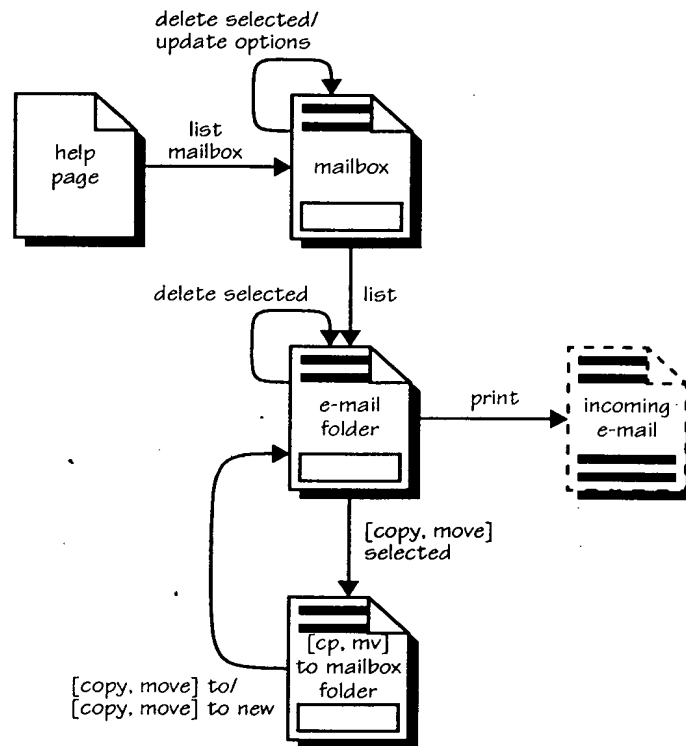 delete selected/
update options
help
page
list
mailbox
mailbox
delete selected
list
e-mail
folder
print
incoming
e-mail
[copy, move]
selected
[cp, mv]
to mailbox
folder
[copy, move] to/
[copy, move] to new